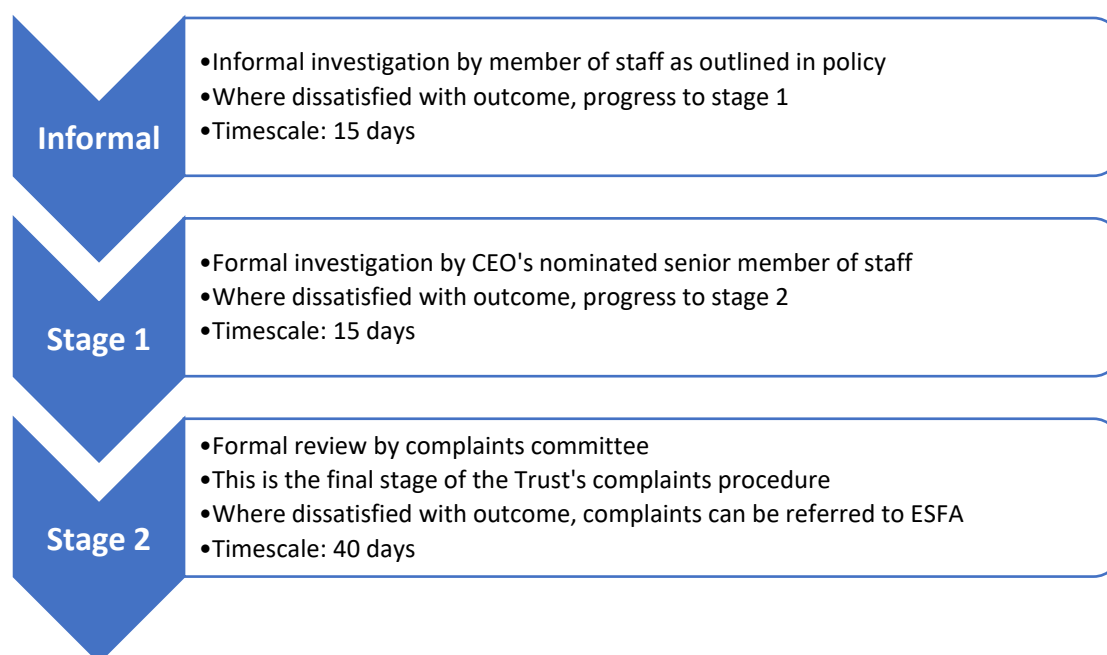 Informal
•Informal investigation by member of staff as outlined in policy
•Where dissatisfied with outcome, progress to stage 1
•Timescale: 15 days
Stage 1
•Formal investigation by CEO's nominated senior member of staff
•Where dissatisfied with outcome, progress to stage 2
•Timescale: 15 days
Stage 2
•Formal review by complaints committee
•This is the final stage of the Trust's complaints procedure
•Where dissatisfied with outcome, complaints can be referred to ESFA
•Timescale: 40 days